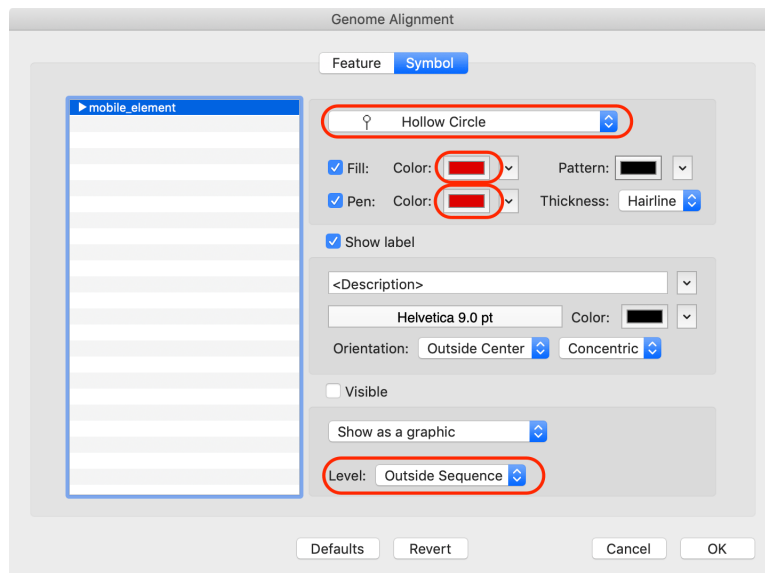 Genome Alignment
Feature Symbol
mobile_element
Hollow Circle
Fill: Color: Pattern:
Pen: Color: Thickness: Hairline
Show label
<Description>
Helvetica 9.0 pt Color:
Orientation: Outside Center Concentric
Visible
Show as a graphic
Level: Outside Sequence
Defaults Revert Cancel OK